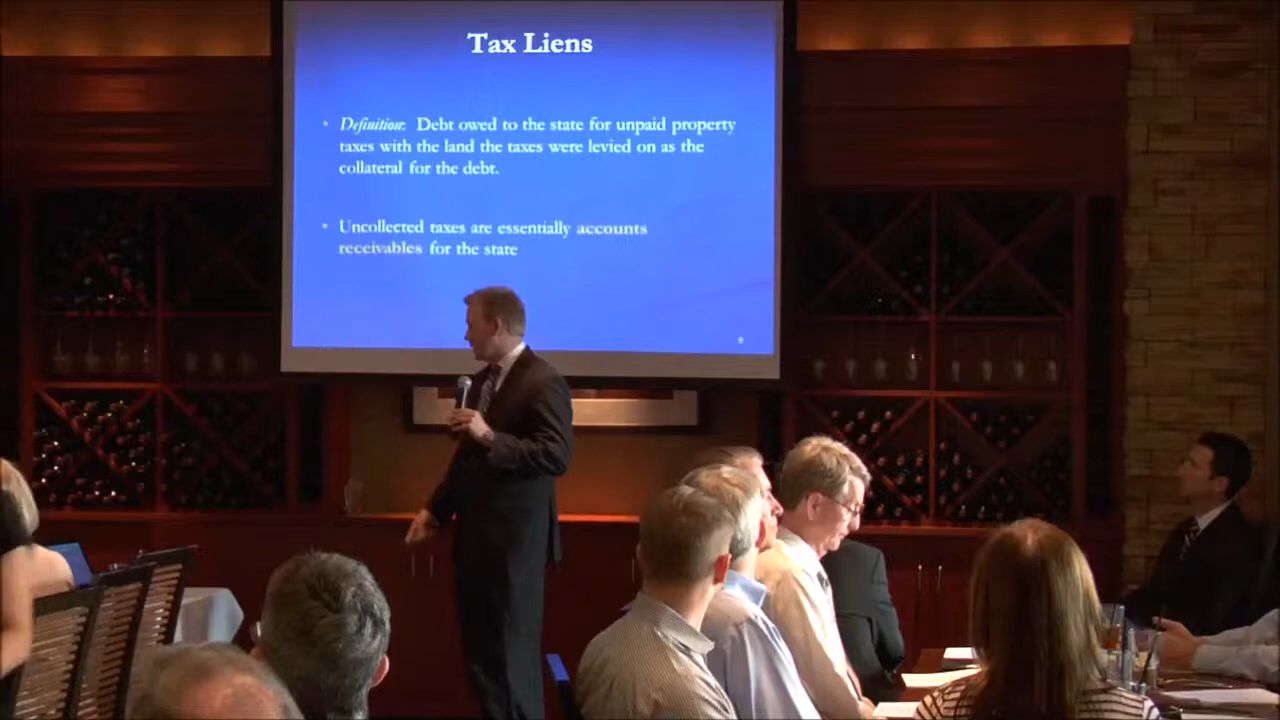 Tax Liens
• Definition: Debt owed to the state for unpaid property
taxes with the land the taxes were levied on as the
collateral for the debt.
• Uncollected taxes are essentially accounts
receivables for the state
9